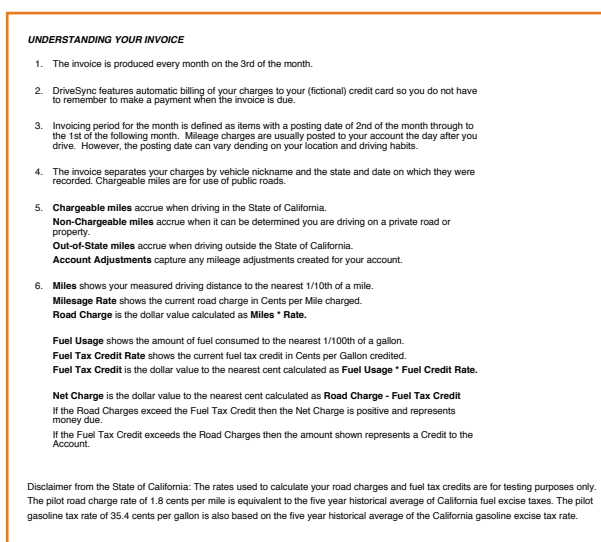 UNDERSTANDING YOUR INVOICE
1. The invoice is produced every month on the 3rd of the month.
2. DriveSync features automatic billing of your charges to your (fictional) credit card so you do not have
to remember to make a payment when the invoice is due.
3. Invoicing period for the month is defined as items with a posting date of 2nd of the month through to
the 1st of the following month. Mileage charges are usually posted to your account the day after you
drive. However, the posting date can vary dending on your location and driving habits.
4. The invoice separates your charges by vehicle nickname and the state and date on which they were
recorded. Chargeable miles are for use of public roads.
5. Chargeable miles accrue when driving in the State of California.
Non-Chargeable miles accrue when it can be determined you are driving on a private road or
property.
Out-of-State miles accrue when driving outside the State of California.
Account Adjustments capture any mileage adjustments created for your account.
6. Miles shows your measured driving distance to the nearest 1/10th of a mile.
Milesage Rate shows the current road charge in Cents per Mile charged.
Road Charge is the dollar value calculated as Miles * Rate.
Fuel Usage shows the amount of fuel consumed to the nearest 1/100th of a gallon.
Fuel Tax Credit Rate shows the current fuel tax credit in Cents per Gallon credited.
Fuel Tax Credit is the dollar value to the nearest cent calculated as Fuel Usage * Fuel Credit Rate.
Net Charge is the dollar value to the nearest cent calculated as Road Charge - Fuel Tax Credit
If the Road Charges exceed the Fuel Tax Credit then the Net Charge is positive and represents
money due.
If the Fuel Tax Credit exceeds the Road Charges then the amount shown represents a Credit to the
Account.
Disclaimer from the State of California: The rates used to calculate your road charges and fuel tax credits are for testing purposes only.
The pilot road charge rate of 1.8 cents per mile is equivalent to the five year historical average of California fuel excise taxes. The pilot
gasoline tax rate of 35.4 cents per gallon is also based on the five year historical average of the California gasoline excise tax rate.